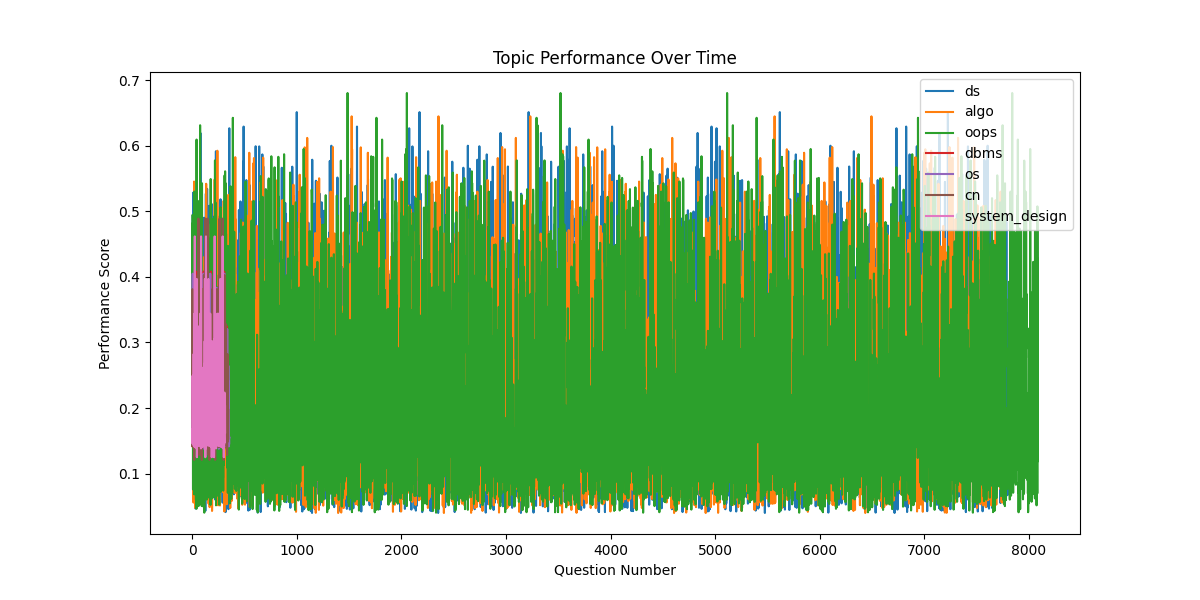 Topic Performance Over Time
0.7
0.6
0.5
0.4
0.3
0.2
0.1
Performance Score
ds
algo
oops
dbms
os
cn
system_design
0 1000 2000 3000 4000 5000 6000 7000 8000
Question Number